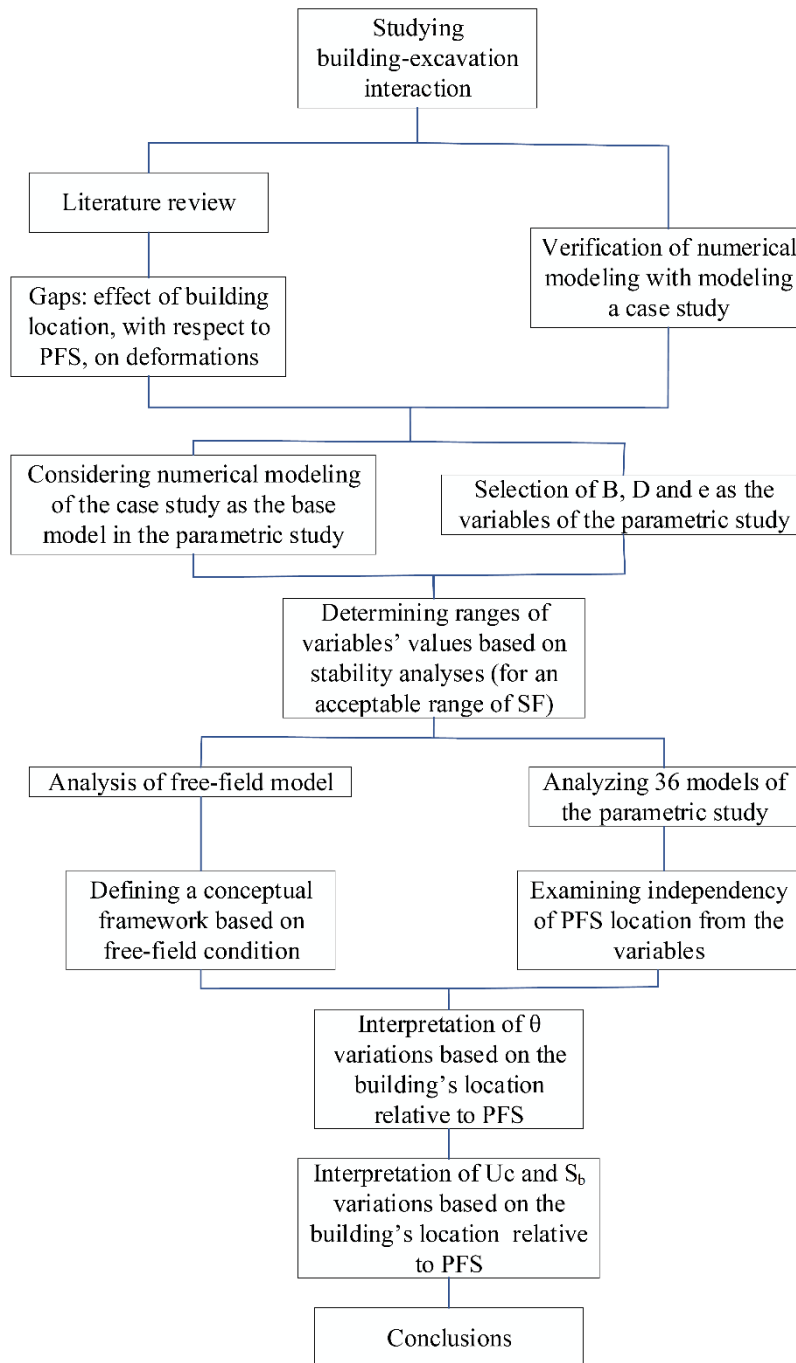 Studying
building-excavation
interaction
Literature review
Verification of numerical
modeling with modeling
a case study
Gaps: effect of building
location, with respect to
PFS, on deformations
Considering numerical modeling
of the case study as the base
model in the parametric study
Selection of B, D and e as the
variables of the parametric study
Determining ranges of
variables’ values based on
stability analyses (for an
acceptable range of SF)
Analysis of free-field model
Analyzing 36 models of
the parametric study
Defining a conceptual
framework based on
free-field condition
Examining independency
of PFS location from the
variables
Interpretation of θ
variations based on the
building’s location
relative to PFS
Interpretation of Uc and S_b
variations based on the
building’s location relative
to PFS
Conclusions